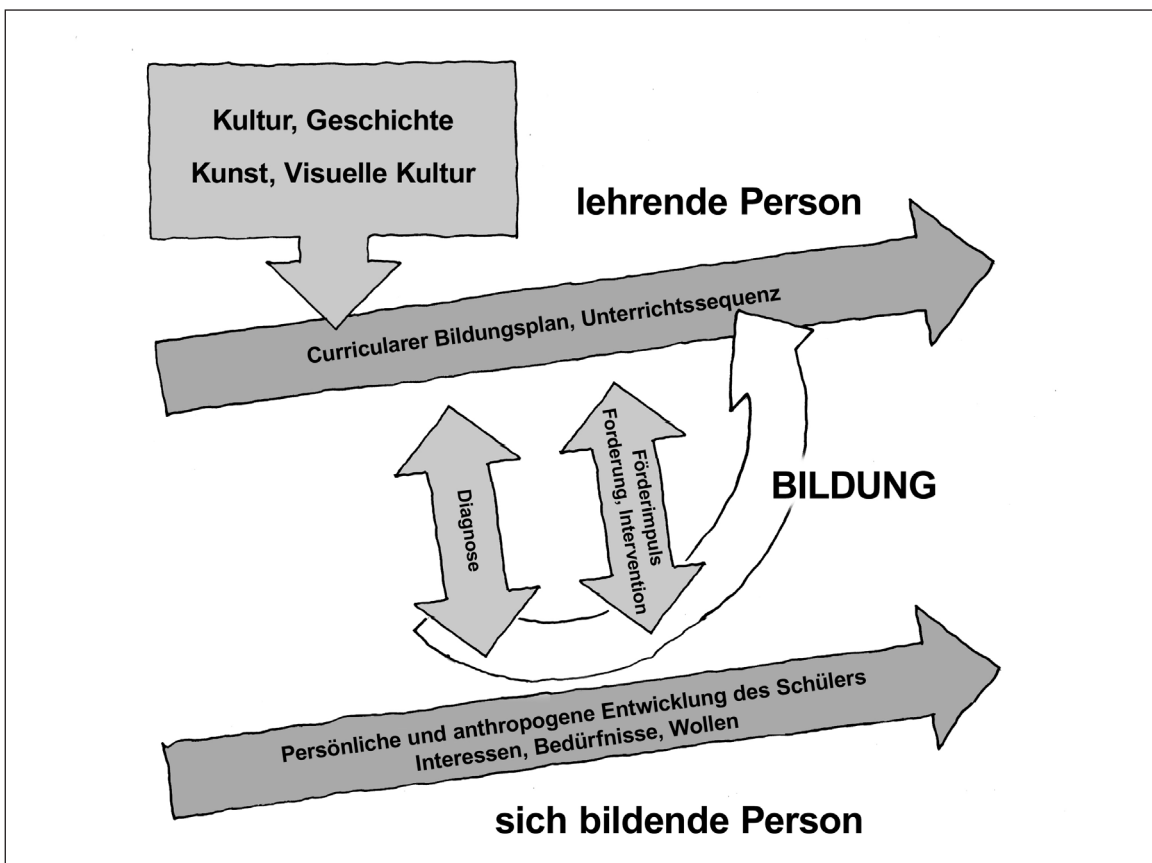 Kultur, Geschichte
Kunst, Visuelle Kultur
lehrende Person
Curricularer Bildungsplan, Unterrichtssequenz
Diagnose
Förderimpuls
Forderung, Intervention
BILDUNG
Persönliche und anthropogene Entwicklung des Schülers
Interessen, Bedürfnisse, Wollen
sich bildende Person